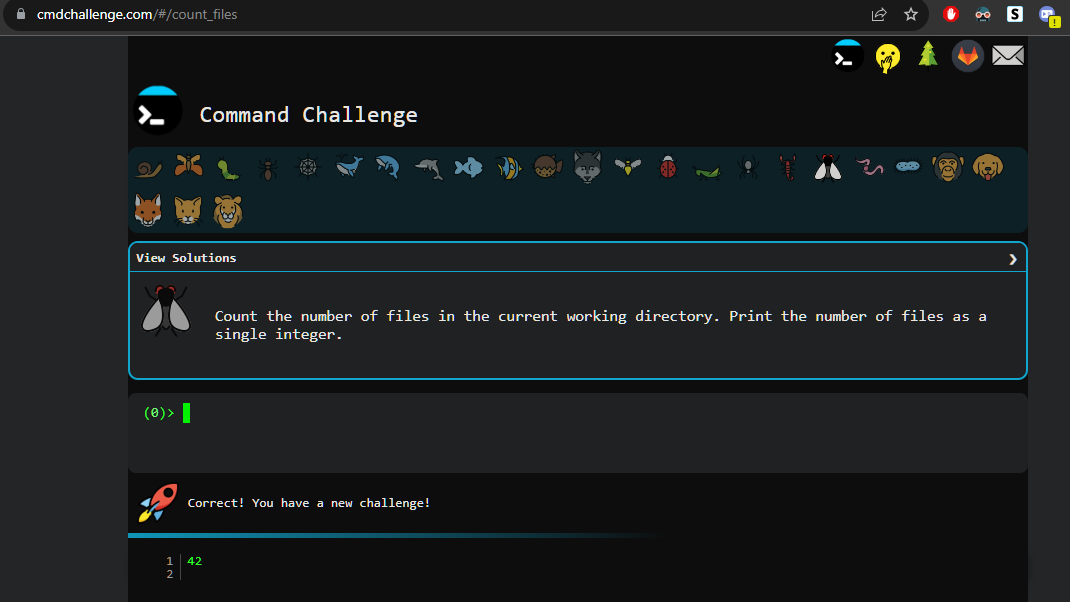 cmdchallenge.com/#/count_files
S
Command Challenge
View Solutions
Count the number of files in the current working directory. Print the number of files as a
single integer.
(0)>
Correct! You have a new challenge!
1 42
2